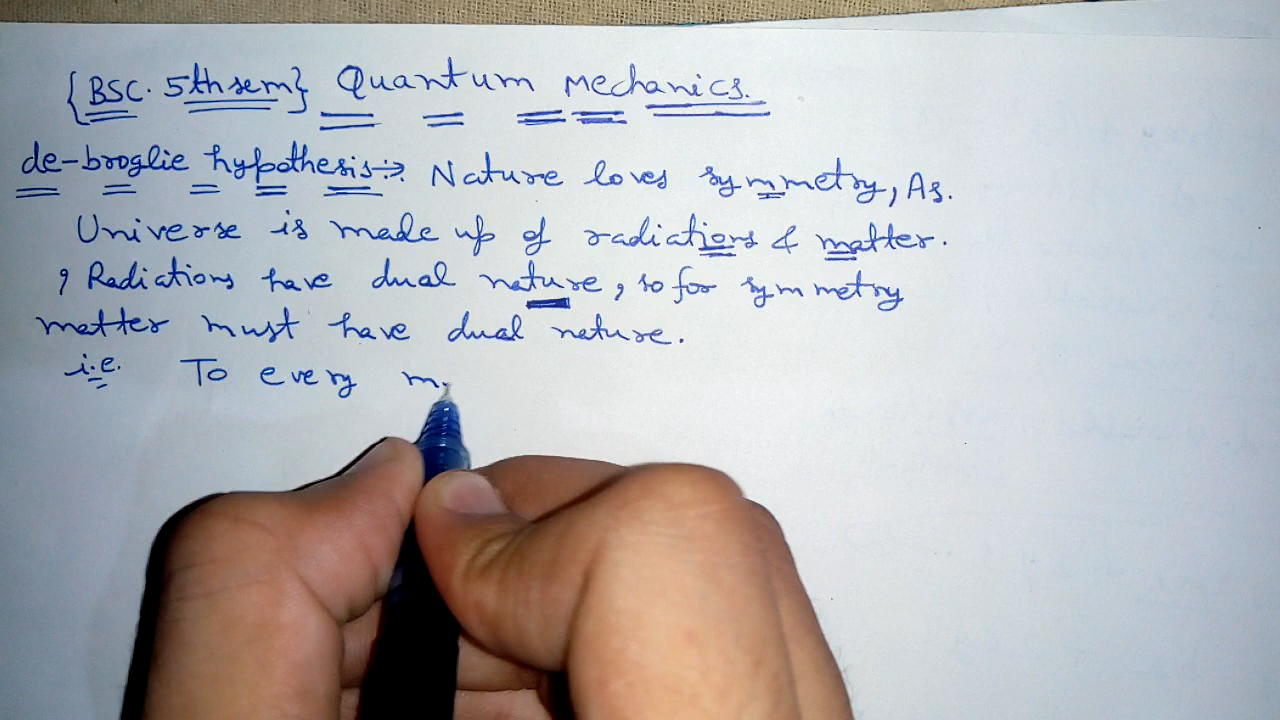 {BSC. 5th sem} Quantum Mechanics.
de-broglie hypothesis:→. Nature loves symmetry, As.
Universe is made up of radiations & matter.
, Radiations have dual nature, so for symmetry
matter must have dual nature.
i.e. To every m